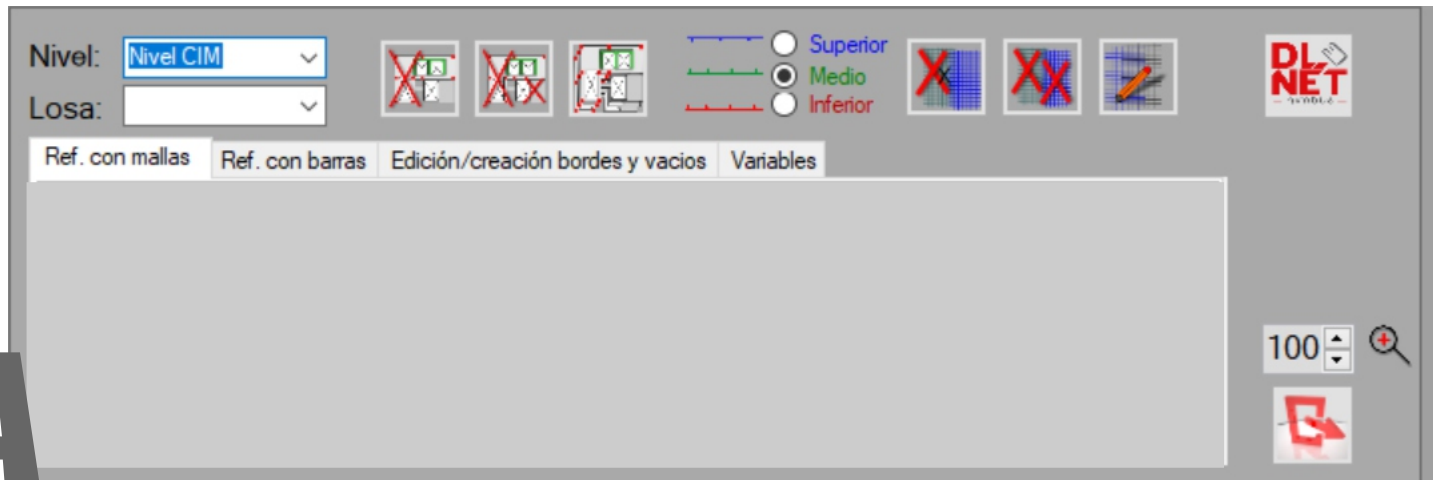 Nivel: Nivel CIM
Losa:
Superior
Medio
Inferior
DL
NET
Ref. con mallas Ref. con barras Edición/creación bordes y vacios Variables
100
A